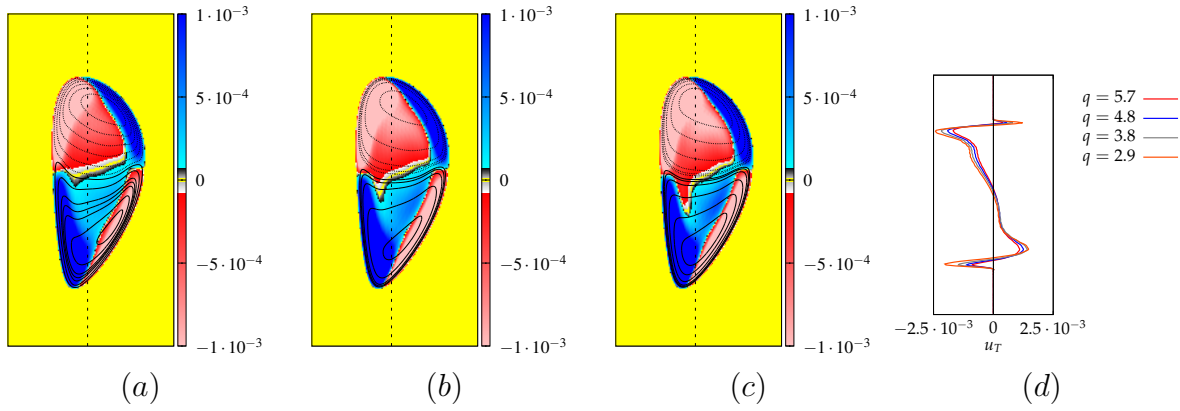 1·10⁻³
5·10⁻⁴
0
−5·10⁻⁴
−1·10⁻³
(a)
1·10⁻³
5·10⁻⁴
0
−5·10⁻⁴
−1·10⁻³
(b)
1·10⁻³
5·10⁻⁴
0
−5·10⁻⁴
−1·10⁻³
(c)
q = 5.7
q = 4.8
q = 3.8
q = 2.9
−2.5·10⁻³ 0 2.5·10⁻³
u_T
(d)